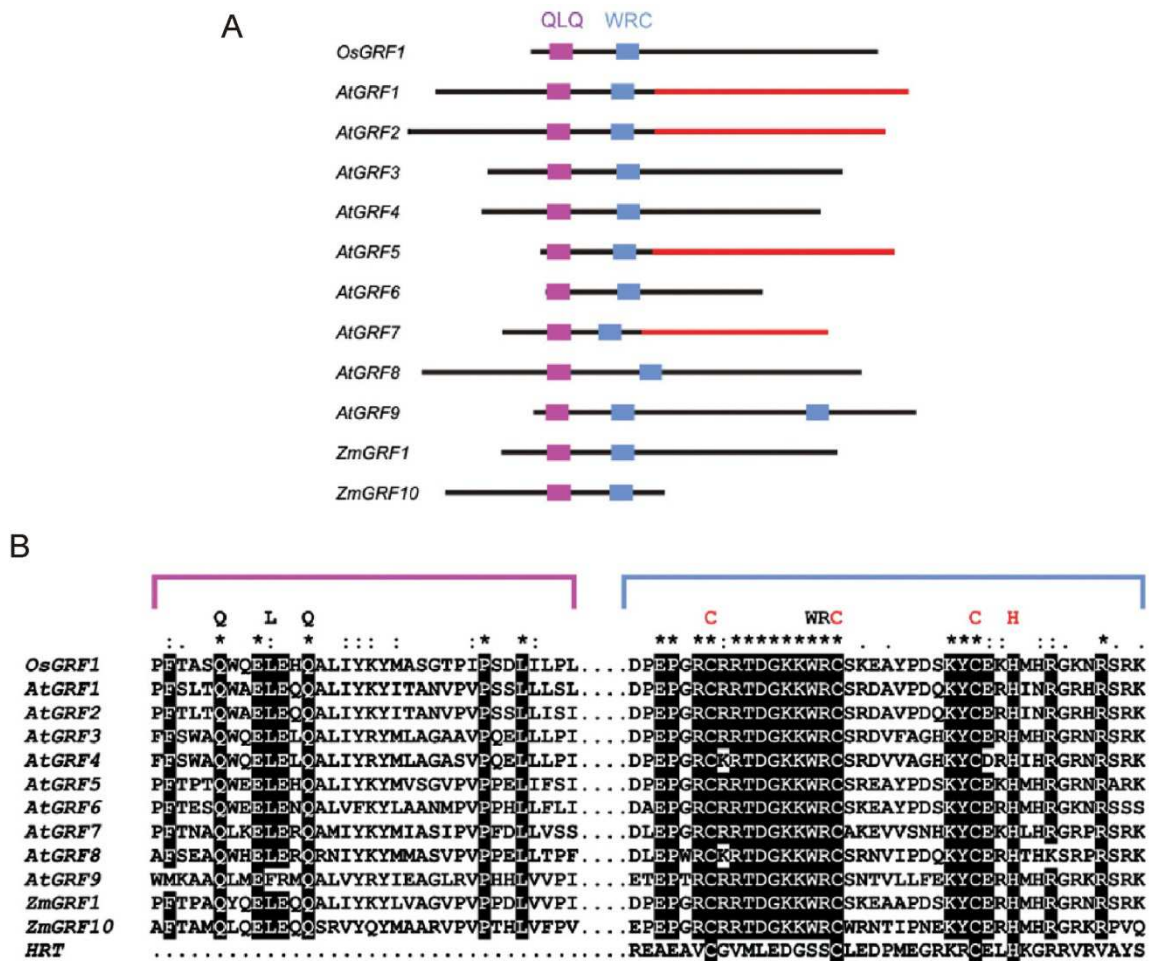 A
QLQ WRC
OsGRF1
AtGRF1
AtGRF2
AtGRF3
AtGRF4
AtGRF5
AtGRF6
AtGRF7
AtGRF8
AtGRF9
ZmGRF1
ZmGRF10
B
Q L Q C WRC C H
OsGRF1 PFTASQWQELEHQALIYKYMASGTPIPSDLILPL....DPEPGRCRRTDGKKWRCSKEAYPDSKYCEKHMHRGKNRSRK
AtGRF1 PFSLTQWAELEQQALIYKYITANVPVPSSLLLSL....DPEPGRCRRTDGKKWRCSRDAVPDQKYCERHINRGRHRSRK
AtGRF2 PFTLTQWAELEQQALIYKYITANVPVPSSLLISI....DPEPGRCRRTDGKKWRCSRDAVPDQKYCERHINRGRHRSRK
AtGRF3 FFSWAQWQELELQALIYRYMLAGAAVPQELLLPI....DPEPGRCRRTDGKKWRCSRDVFAGHKYCERHMHRGRNRSRK
AtGRF4 FFSWAQWQELELQALIYRYMLAGASVPQELLLPI....DPEPGRCKRTDGKKWRCSRDVVAGHKYCDRHIHRGRNRSRK
AtGRF5 PFTPTQWEELEHQALIYKYMVSGVPVPPELIFSI....DPEPGRCRRTDGKKWRCSREAYPDSKYCEKHMHRGRNRARK
AtGRF6 PFTESQWEELENQALVFKYLAANMPVPPHLLFLI....DAEPGRCRRTDGKKWRCSKEAYPDSKYCERHMHRGKNRSSS
AtGRF7 PFTNAQLKELERQAMIYKYMIASIPVPFDLLVSS....DLEPGRCRRTDGKKWRCAKEVVSNHKYCEKHLHRGRPRSRK
AtGRF8 AFSEAQWHELERQRNIYKYMMASVPVPPELLTPF....DLEPWRCKRTDGKKWRCSRNVIPDQKYCERHTHKSRPRSRK
AtGRF9 WMKAAQLMEFRMQALVYRYIEAGLRVPHHLVVPI....ETEPTRCRRTDGKKWRCSNTVLLFEKYCERHMHRGRKRSRK
ZmGRF1 PFTPAQYQELEQQALIYKYLVAGVPVPPDLVVPI....DPEPGRCRRTDGKKWRCSKEAAPDSKYCERHMHRGRNRSRK
ZmGRF10 AFTAMQLQELEQQSRVYQYMAARVPVPTHLVFPV....EPEPGRCRRTDGKKWRCWRNTIPNEKYCERHMHRGRKRPVQ
HRT ..................................REAEAVCGVMLEDGSSCLEDPMEGRKRCELHKGRRVRVAYS